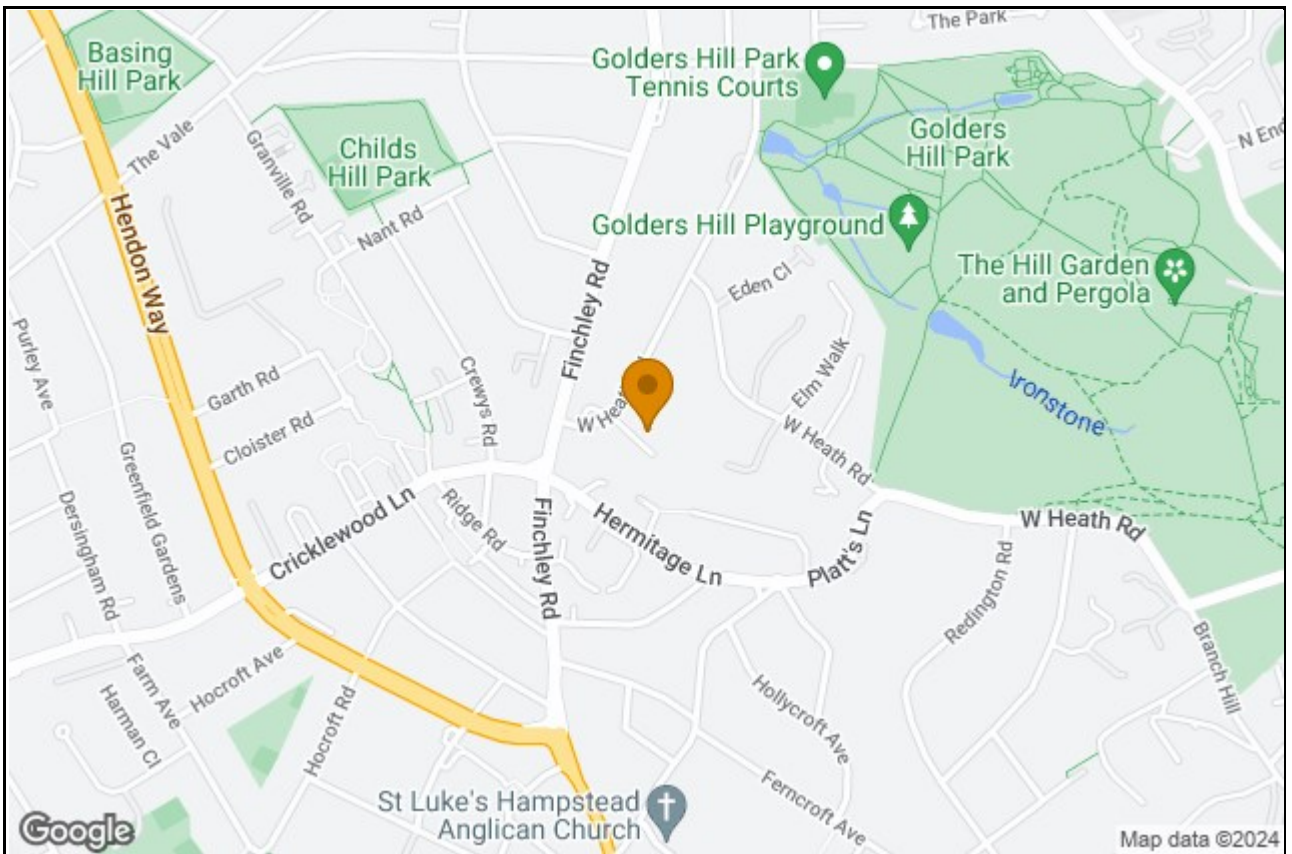 The Park
Basing
Hill Park
Golders Hill Park
Tennis Courts
The Vale
Granville Rd
Childs
Hill Park
Golders
Hill Park
N End
Hendon Way
Nant Rd
Golders Hill Playground
The Hill Garden
and Pergola
Eden Cl
Finchley Rd
Purley Ave
Crewys Rd
Garth Rd
Elm Walk
Ironstone
W Heat
Cloister Rd
W Heath Rd
Greenfield Gardens
Dersingham Rd
Cricklewood Ln
Ridge Rd
Finchley Rd
Hermitage Ln
Platt's Ln
W Heath Rd
Redington Rd
Branch Hill
Hocroft Ave
Farm Ave
Harman Cl
Hocroft Rd
Hollycroft Ave
Ferncroft Ave
St Luke's Hampstead
Anglican Church
Google
Map data ©2024